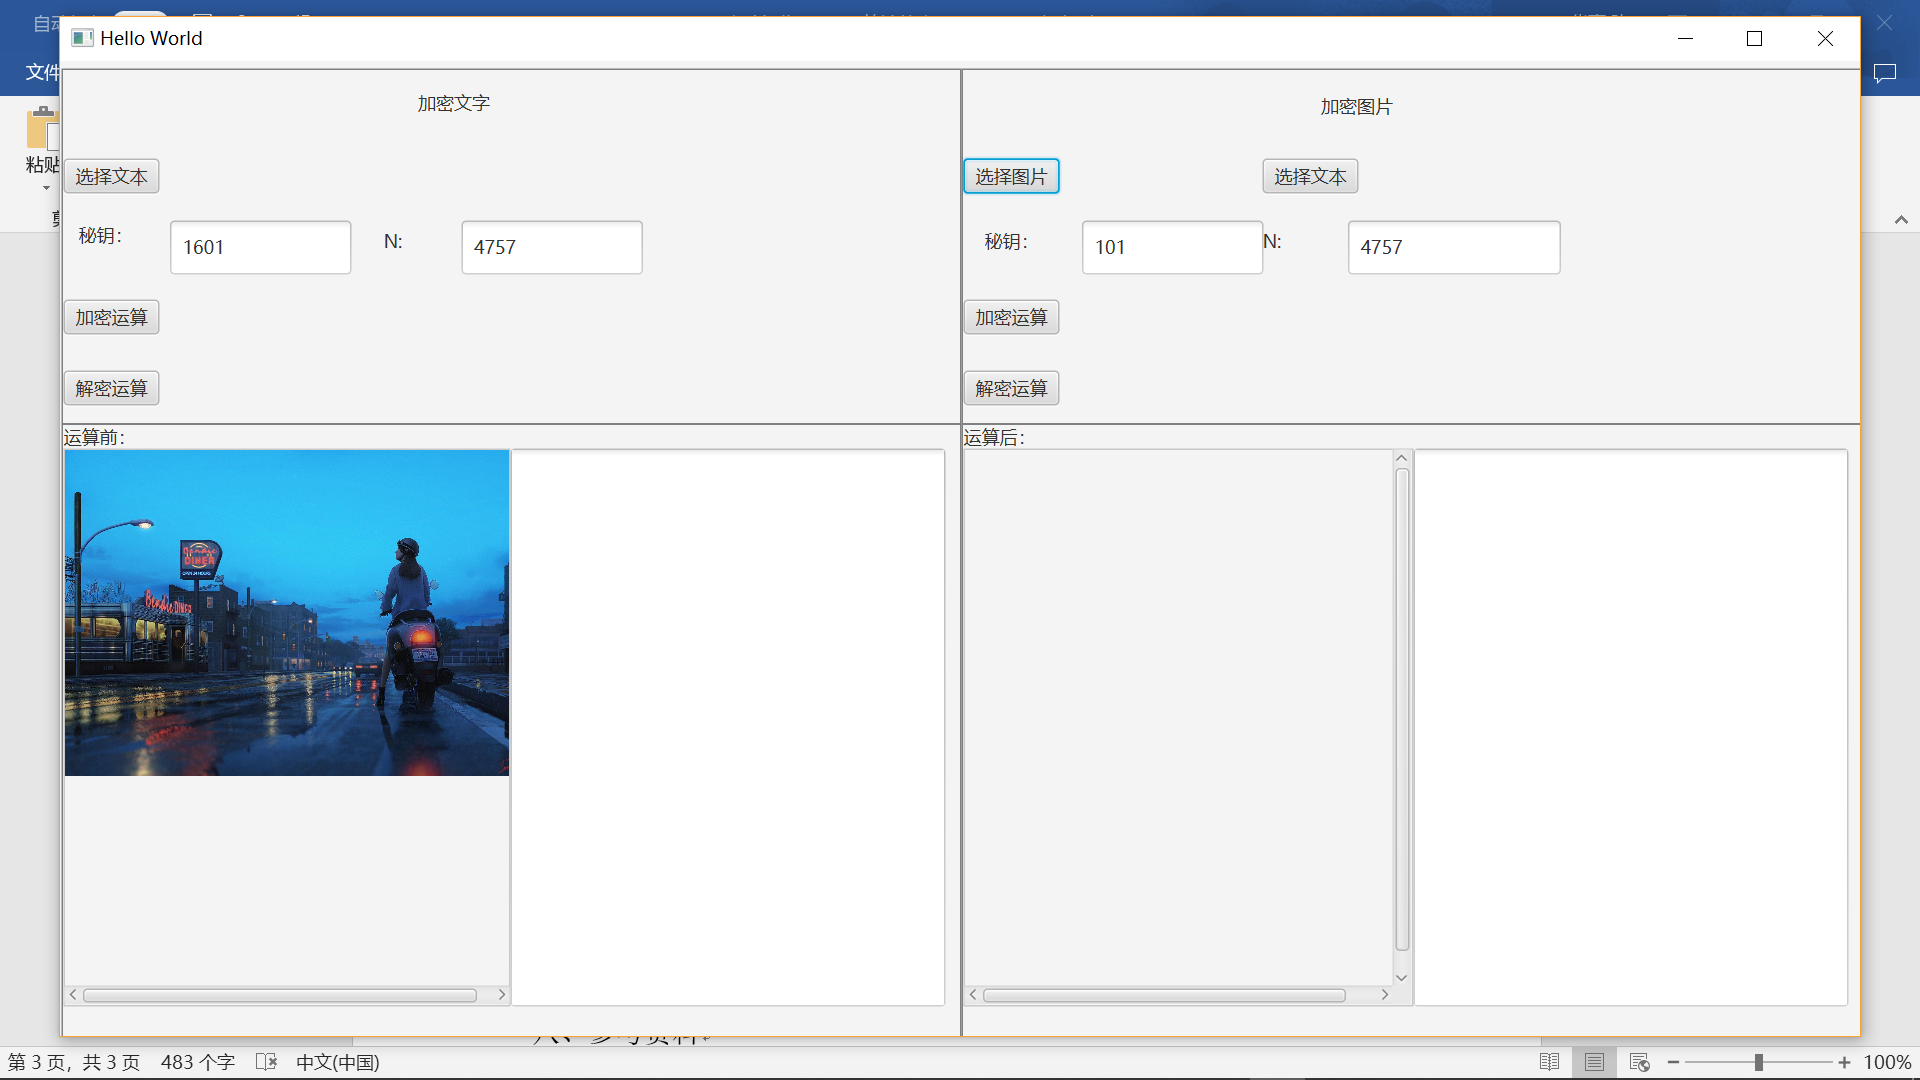 Hello World
文件
粘贴
加密文字
加密图片
选择文本
选择图片
选择文本
秘钥：
1601
N:
4757
秘钥：
101
N:
4757
加密运算
加密运算
解密运算
解密运算
运算前：
运算后：
DINER
DINER
第 3 页，共 3 页
483 个字
中文(中国)
100%